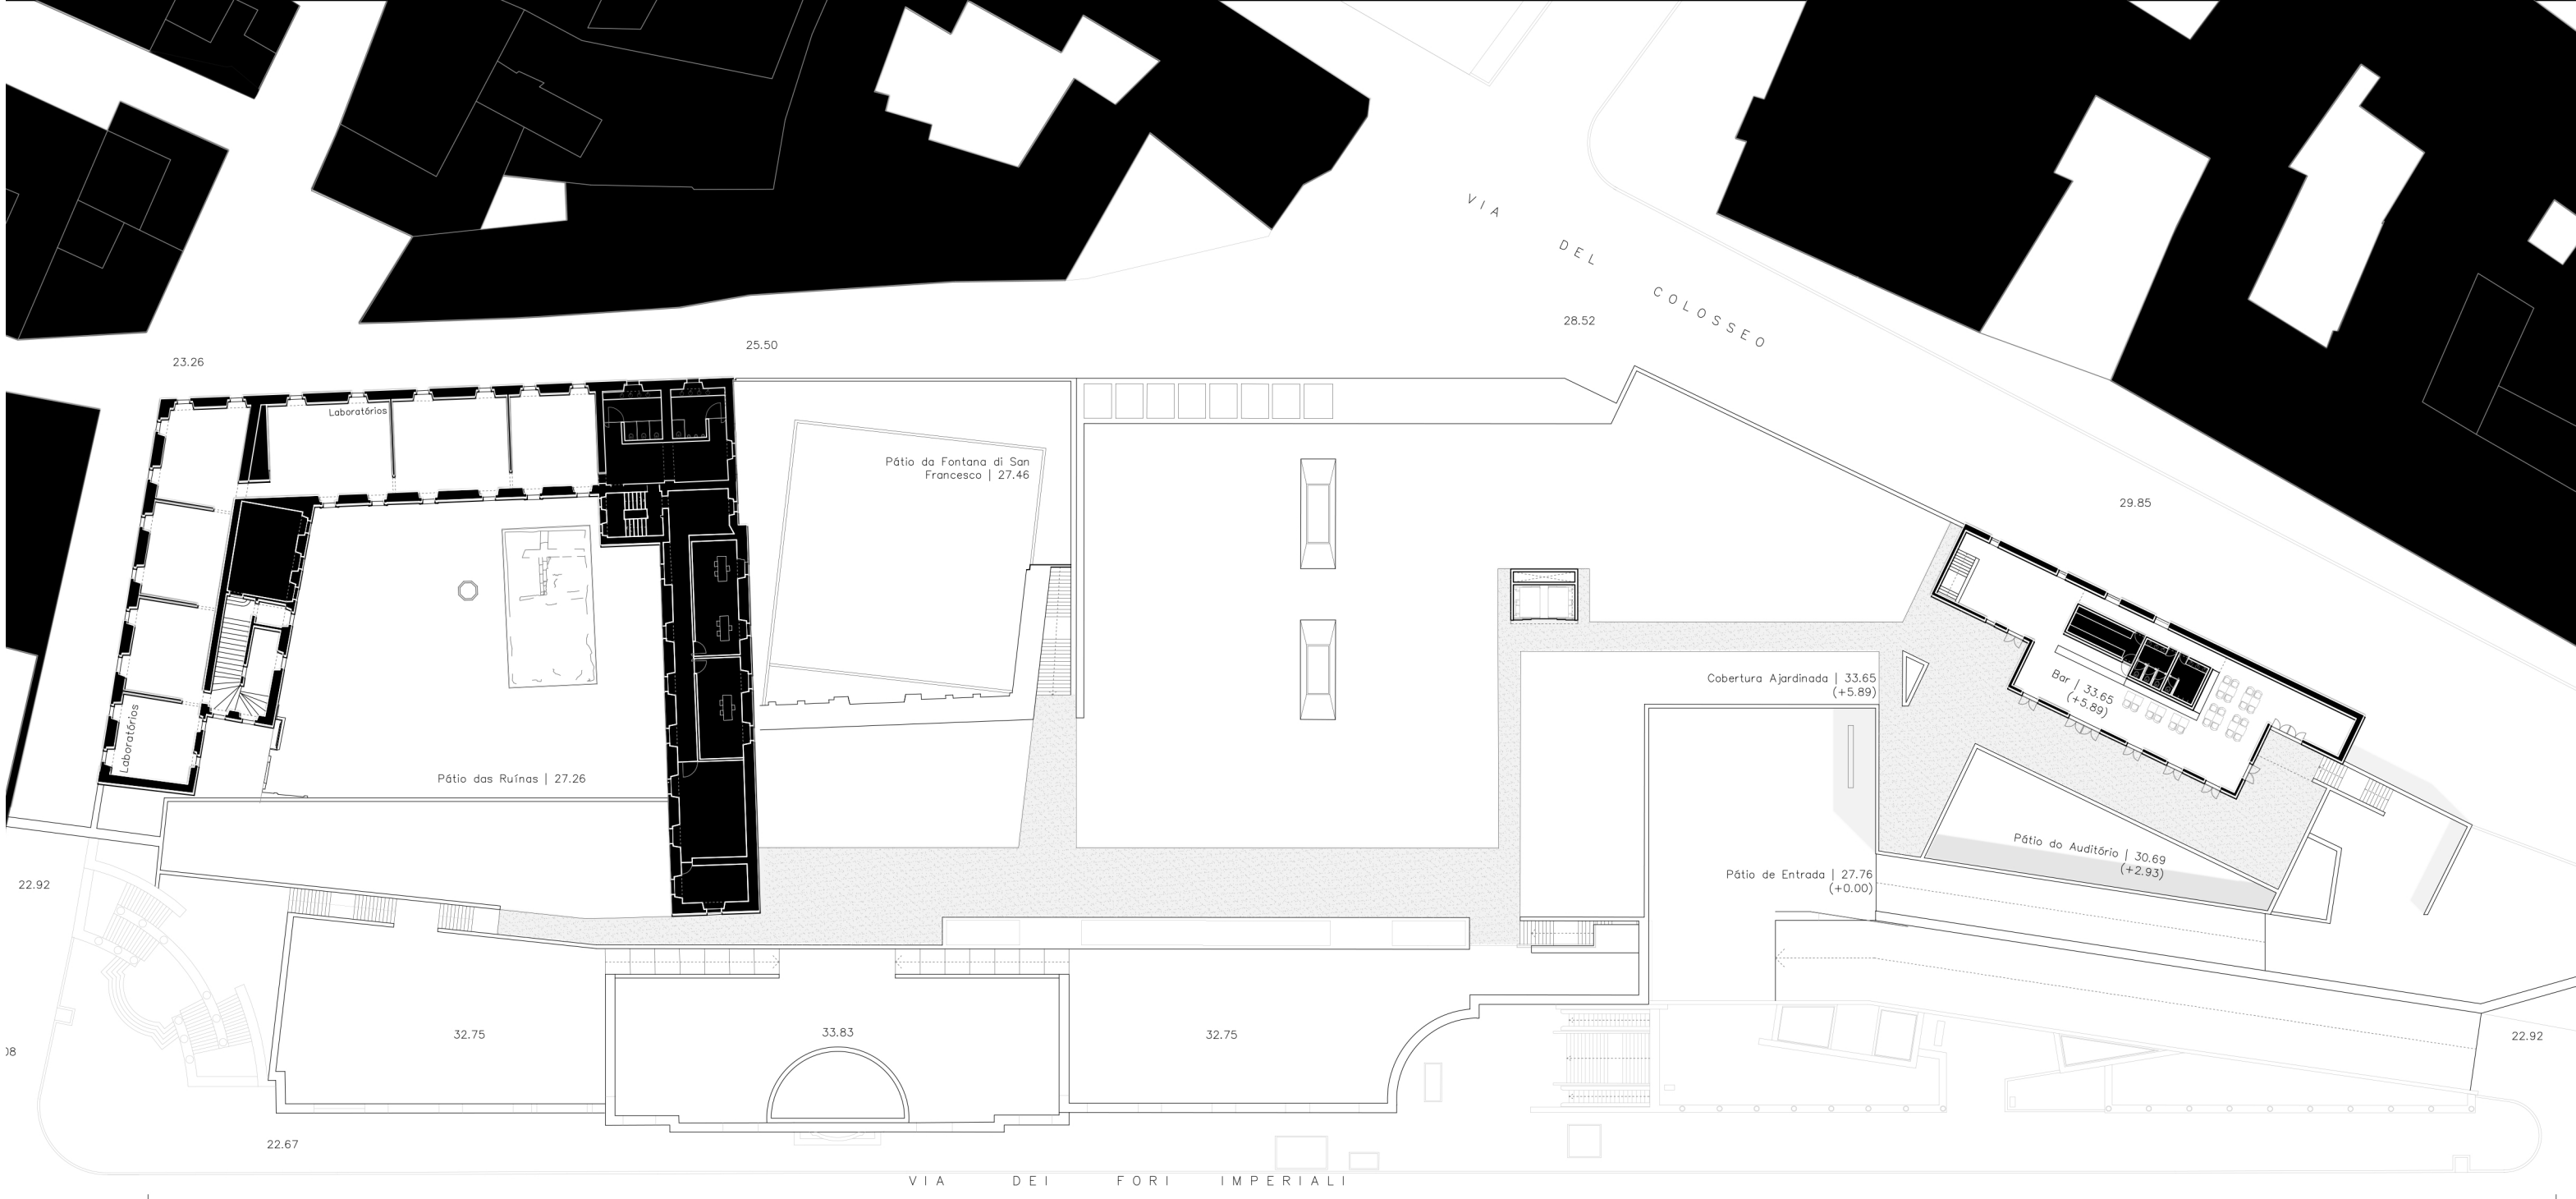 VIA
DEL
COLOSSEO
28.52
25.50
23.26
Laboratórios
Pátio da Fontana di San
Francesco | 27.46
29.85
Cobertura Ajardinada | 33.65
(+5.89)
Bar | 33.65
(+5.89)
Laboratórios
Pátio das Ruínas | 27.26
Pátio do Auditório | 30.69
(+2.93)
Pátio de Entrada | 27.76
(+0.00)
22.92
32.75
33.83
32.75
22.92
22.67
VIA DEI FORI IMPERIALI